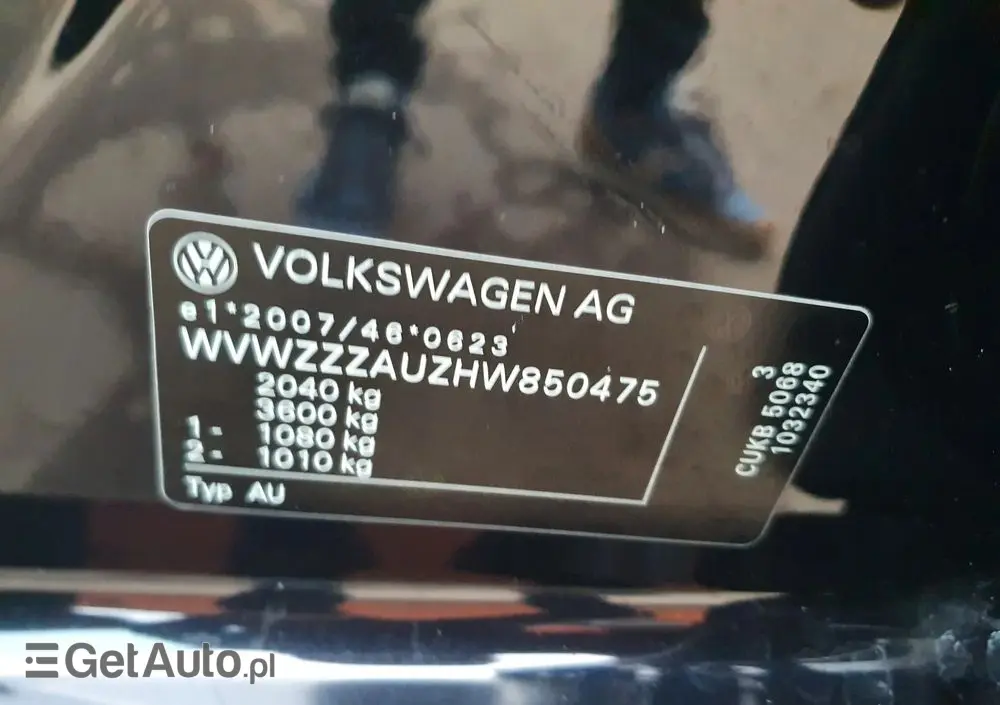 VOLKSWAGEN AG
e1*2007/46*0623
WVWZZZAUZHW850475
2040 kg
3600 kg
1- 1080 kg
2- 1010 kg
Typ AU
3
CUKB 5068
1032340
GetAuto.pl